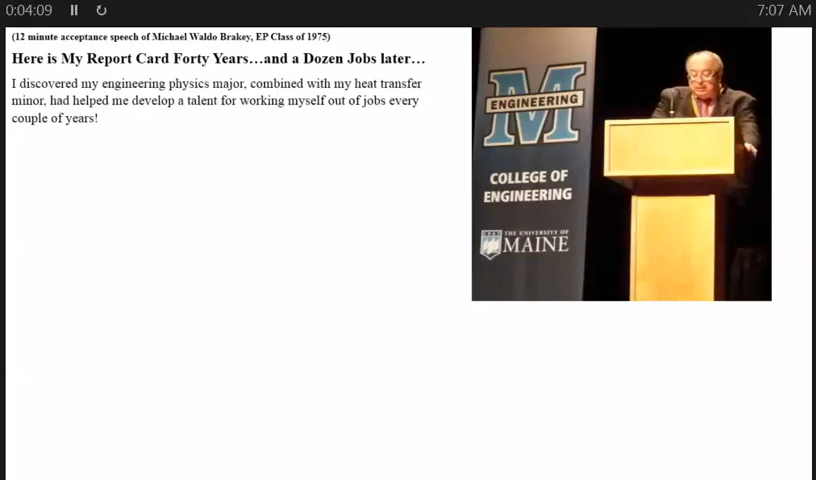 0:04:09
7:07 AM
(12 minute acceptance speech of Michael Waldo Brakey, EP Class of 1975)
Here is My Report Card Forty Years…and a Dozen Jobs later…
I discovered my engineering physics major, combined with my heat transfer
minor, had helped me develop a talent for working myself out of jobs every
couple of years!
M
ENGINEERING
COLLEGE OF
ENGINEERING
THE UNIVERSITY OF
MAINE